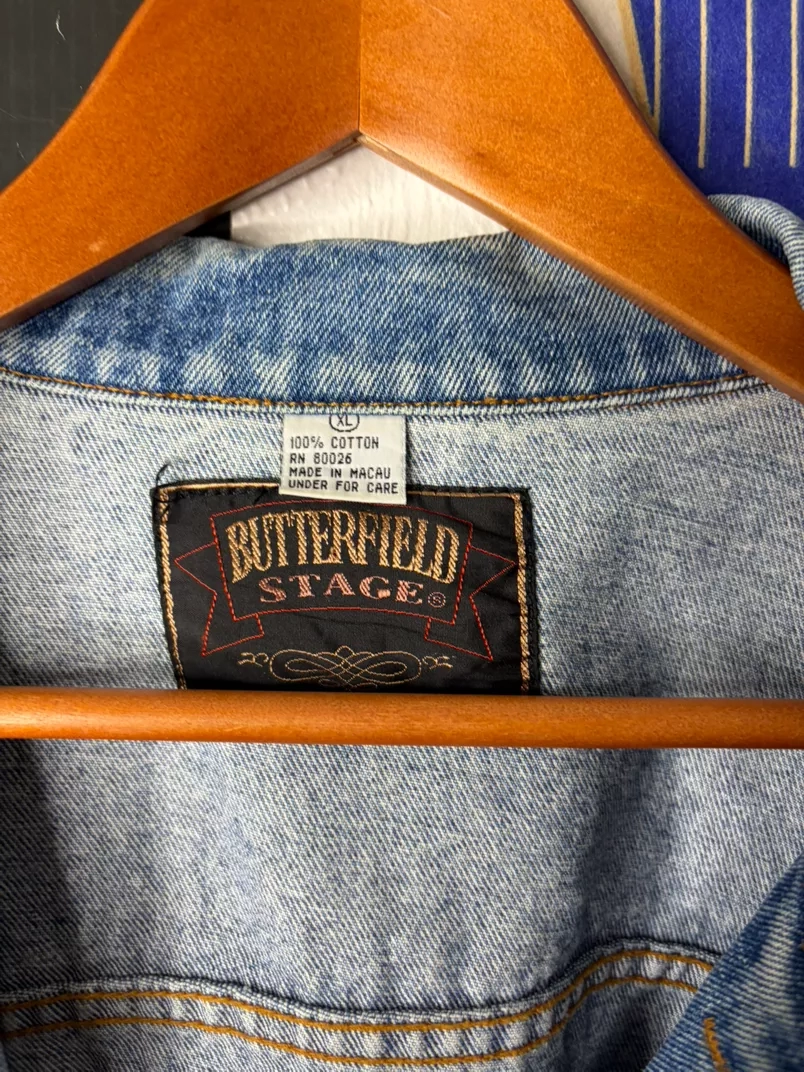 XL
100% COTTON
RN 80026
MADE IN MACAU
UNDER FOR CARE
BUTTERFIELD
STAGE®